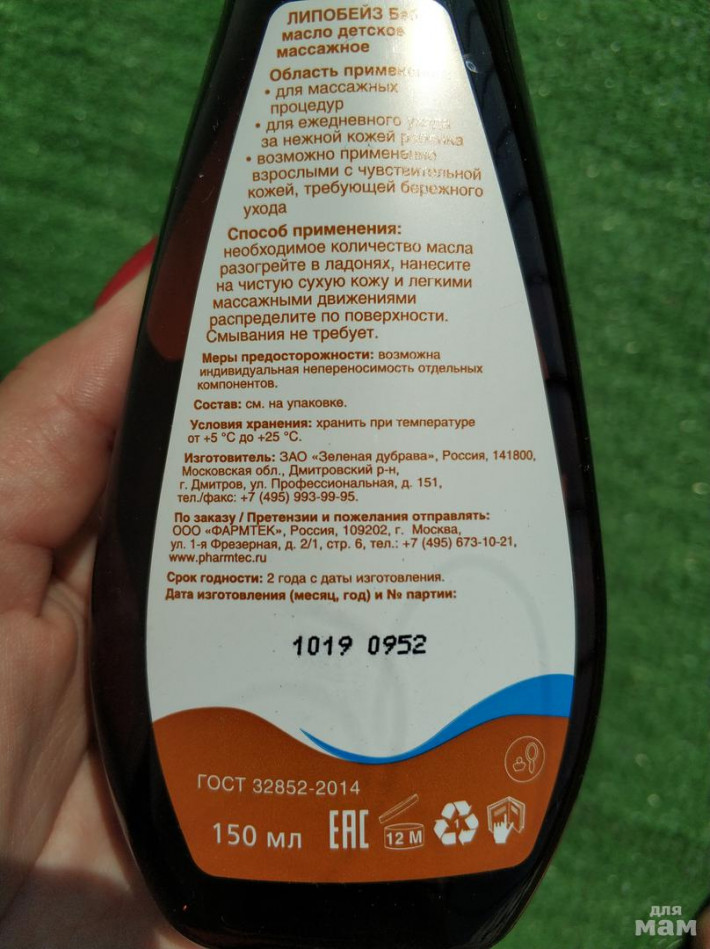 ЛИПОБЕЙЗ
масло детское
массажное
Область
• для массажных
процедур
• для ежедневного
за нежной кожей
• возможно применение
взрослыми с чувствительной
кожей, требующей бережного
ухода
Способ применения:
необходимое количество масла
разогрейте в ладонях, нанесите
на чистую сухую кожу и легкими
массажными движениями
распределите по поверхности.
Смывания не требует.
Меры предосторожности: возможна
индивидуальная непереносимость отдельных
компонентов.
Состав: см. на упаковке.
Условия хранения: хранить при температуре
от +5 °С до +25 °С.
Изготовитель: ЗАО «Зеленая дубрава», Россия, 141800,
Московская обл., Дмитровский р-н,
г. Дмитров, ул. Профессиональная, д. 151,
тел./факс: +7 (495) 993-99-95.
По заказу / Претензии и пожелания отправлять:
ООО «ФАРМТЕК», Россия, 109202, г. Москва,
ул. 1-я Фрезерная, д. 2/1, стр. 6, тел.: +7 (495) 673-10-21,
www.pharmtec.ru
Срок годности: 2 года с даты изготовления.
Дата изготовления (месяц, год) и № партии:
1019 0952
ГОСТ 32852-2014
150 мл EAC 12 M 1
для
мам